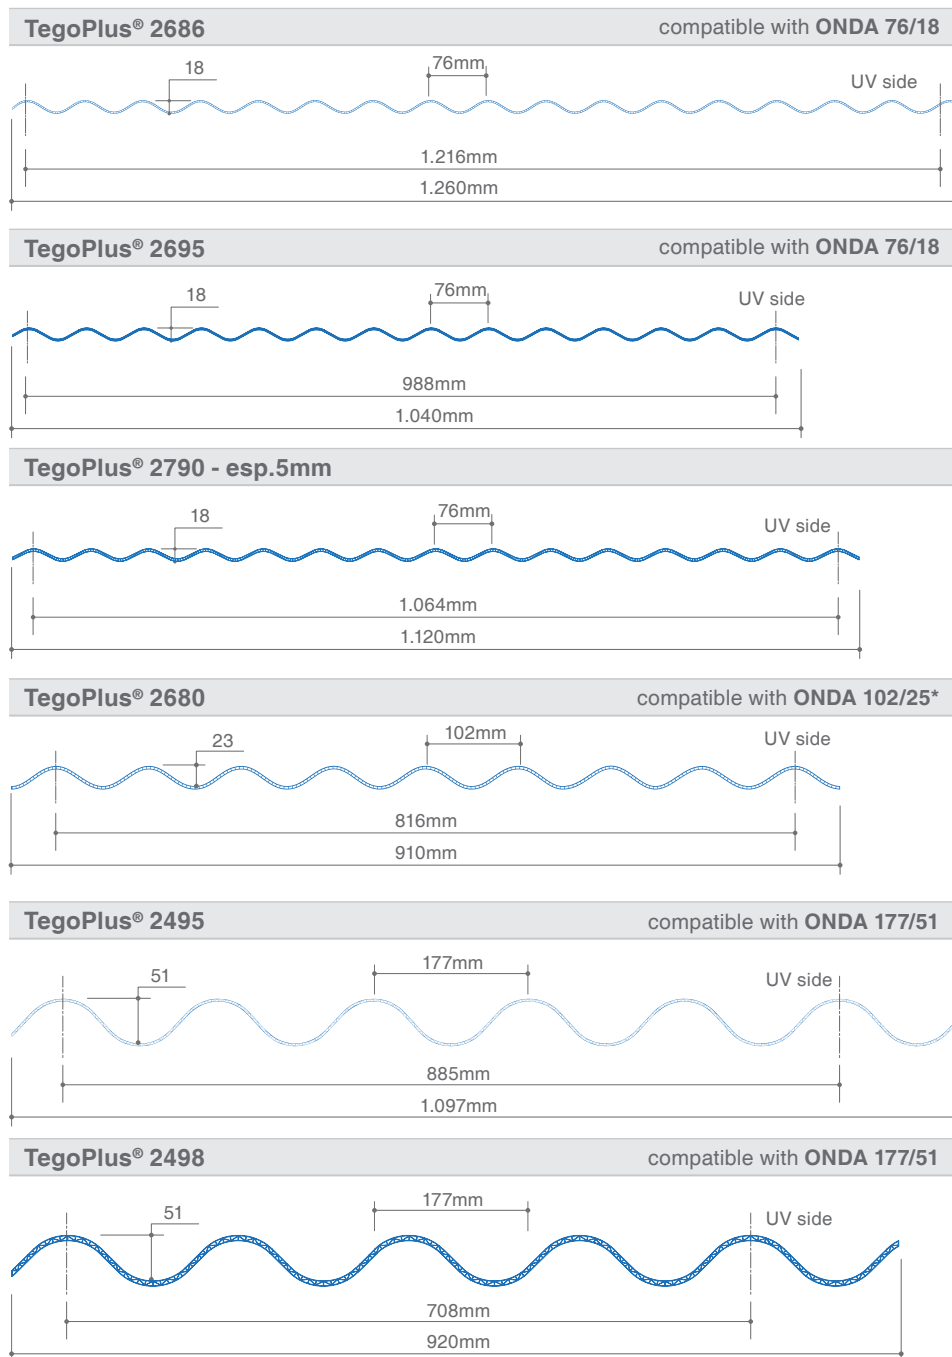 TegoPlus® 2686 compatible with ONDA 76/18
18 76mm UV side
1.216mm
1.260mm
TegoPlus® 2695 compatible with ONDA 76/18
18 76mm UV side
988mm
1.040mm
TegoPlus® 2790 - esp.5mm
18 76mm UV side
1.064mm
1.120mm
TegoPlus® 2680 compatible with ONDA 102/25*
23 102mm UV side
816mm
910mm
TegoPlus® 2495 compatible with ONDA 177/51
51 177mm UV side
885mm
1.097mm
TegoPlus® 2498 compatible with ONDA 177/51
51 177mm UV side
708mm
920mm